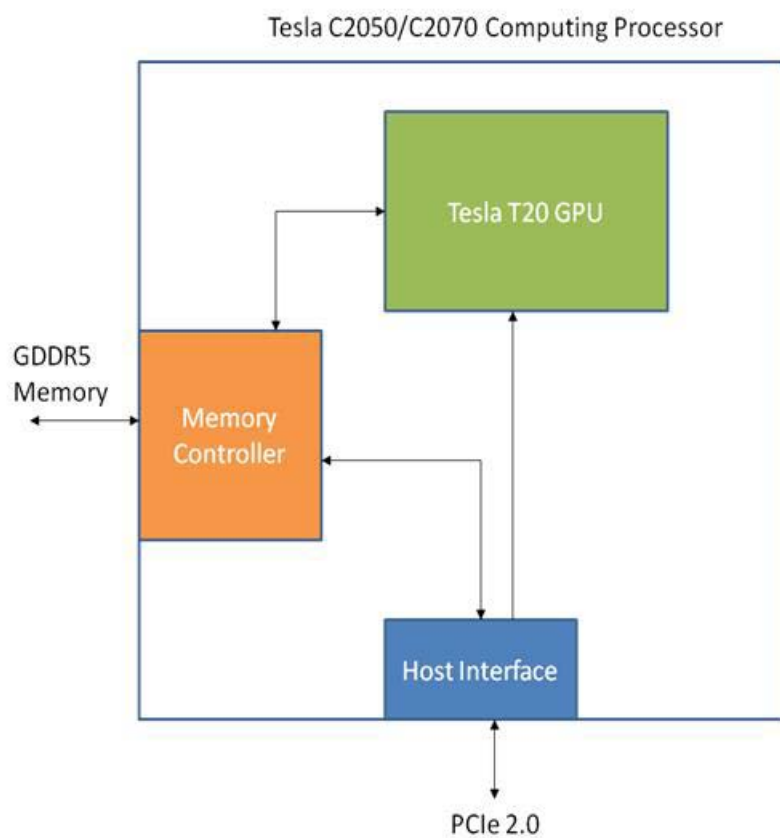 Tesla C2050/C2070 Computing Processor
Tesla T20 GPU
GDDR5
Memory
Memory
Controller
Host Interface
PCIe 2.0